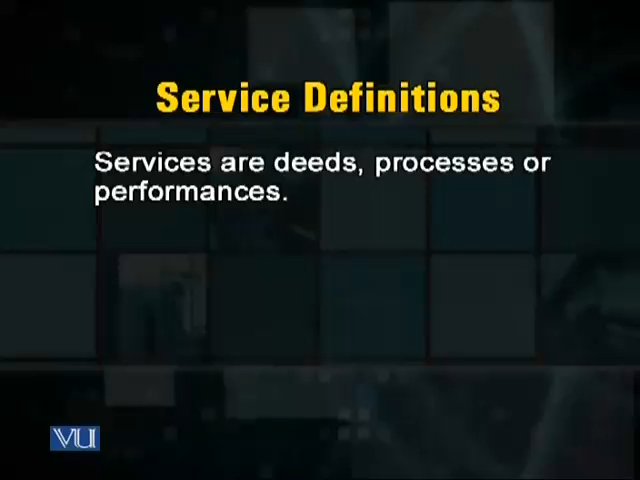 Service Definitions
Services are deeds, processes or
performances.
VU